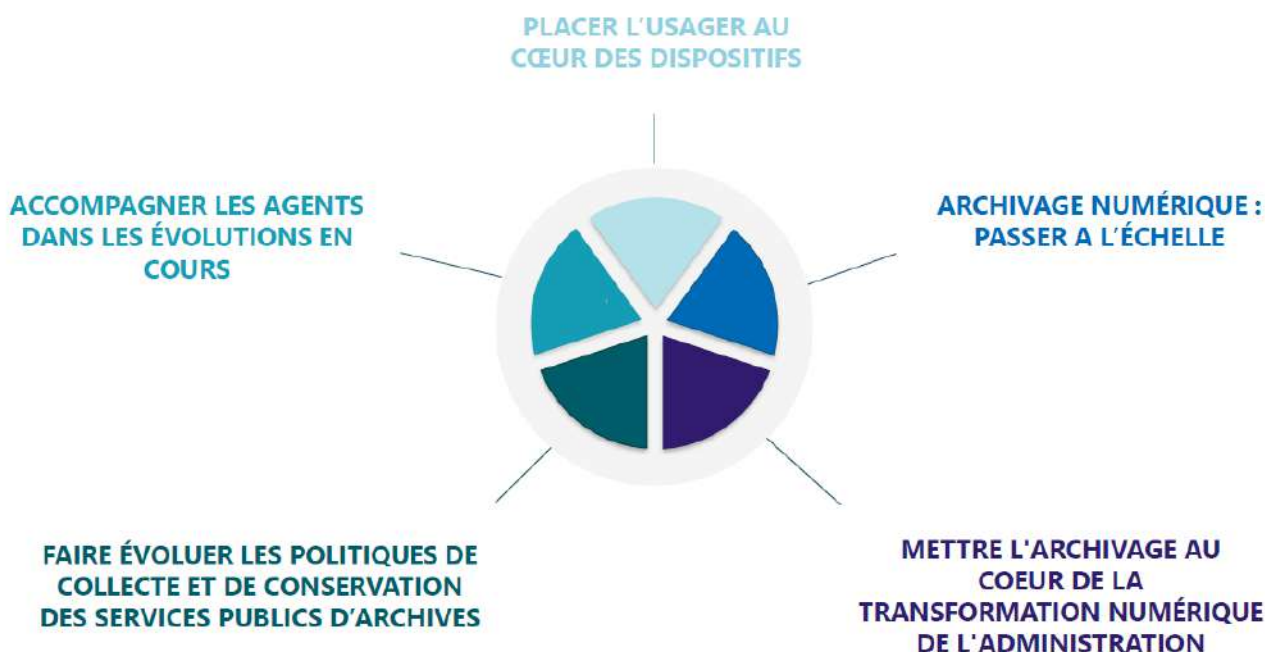 PLACER L'USAGER AU
CŒUR DES DISPOSITIFS
ACCOMPAGNER LES AGENTS
DANS LES ÉVOLUTIONS EN
COURS
ARCHIVAGE NUMÉRIQUE :
PASSER A L'ÉCHELLE
FAIRE ÉVOLUER LES POLITIQUES DE
COLLECTE ET DE CONSERVATION
DES SERVICES PUBLICS D'ARCHIVES
METTRE L'ARCHIVAGE AU
COEUR DE LA
TRANSFORMATION NUMÉRIQUE
DE L'ADMINISTRATION